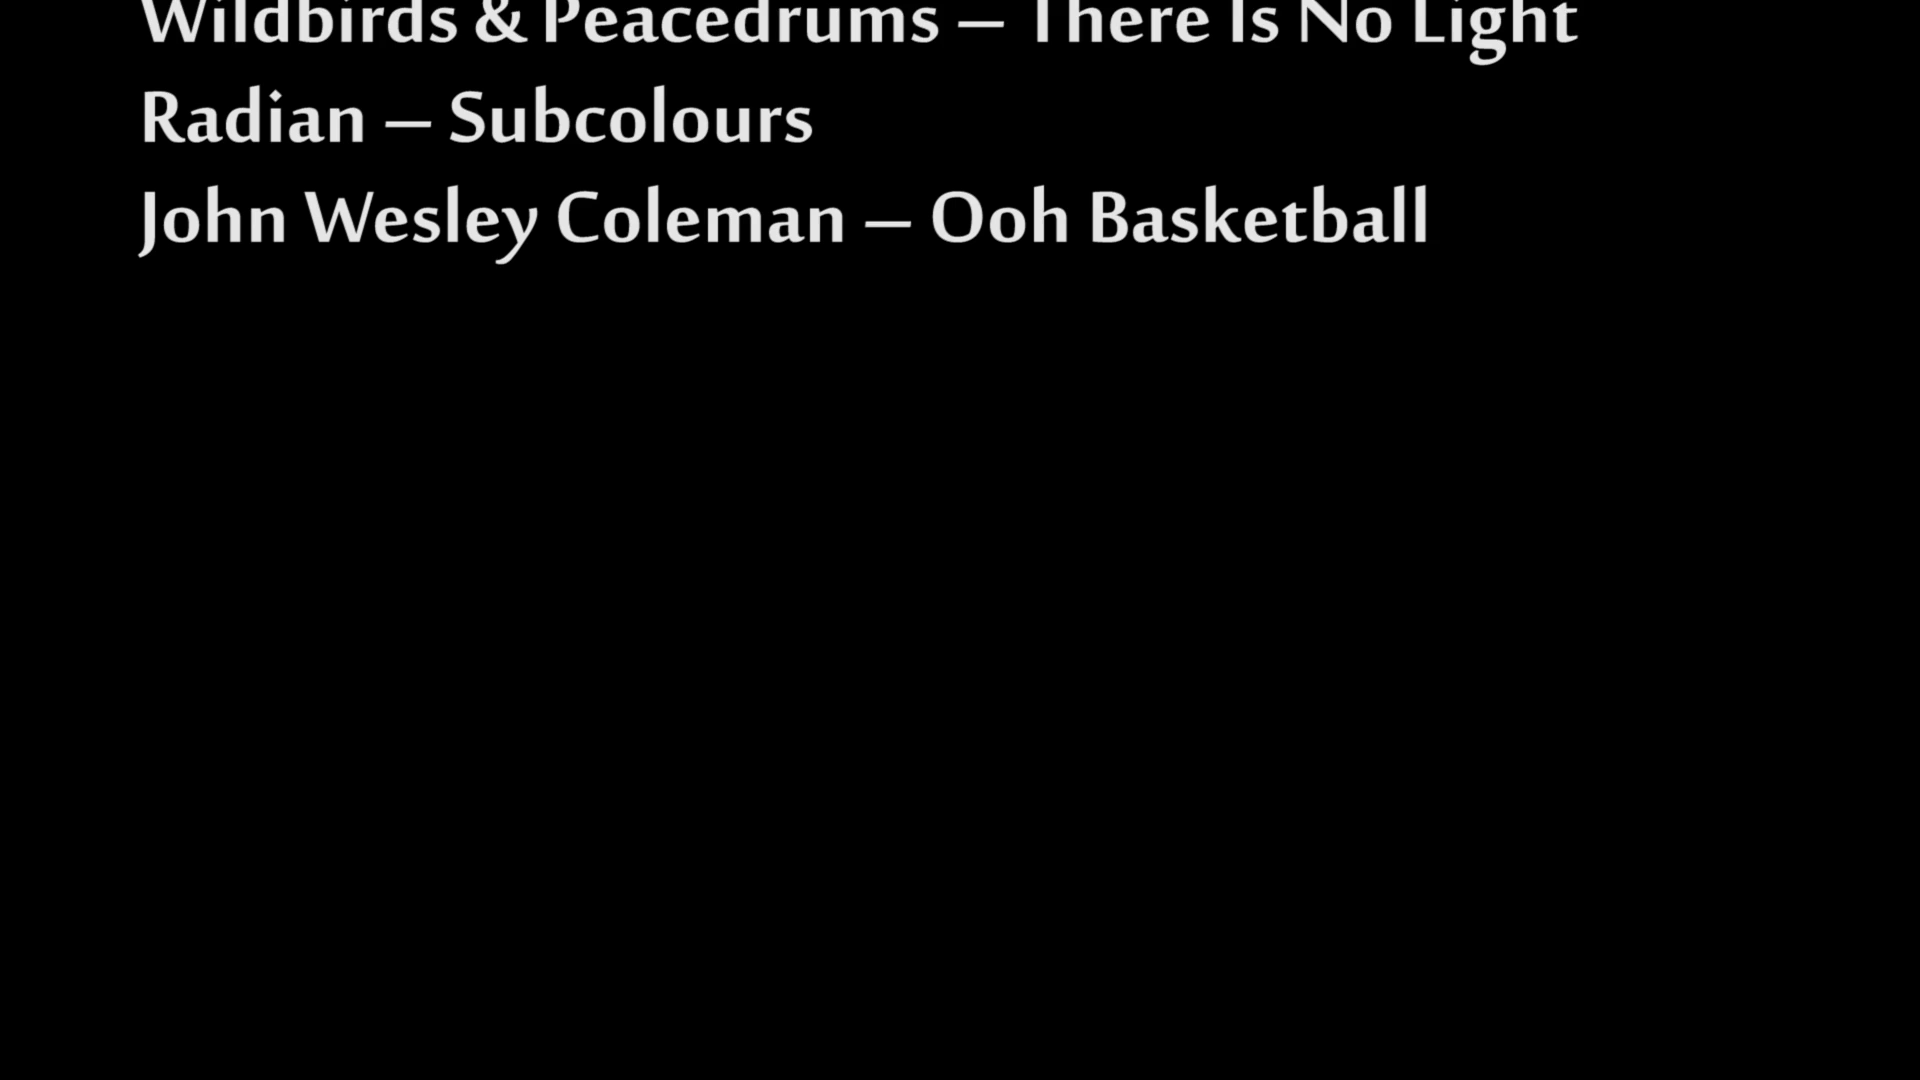 Wildbirds & Peacedrums – There Is No Light
Radian – Subcolours
John Wesley Coleman – Ooh Basketball